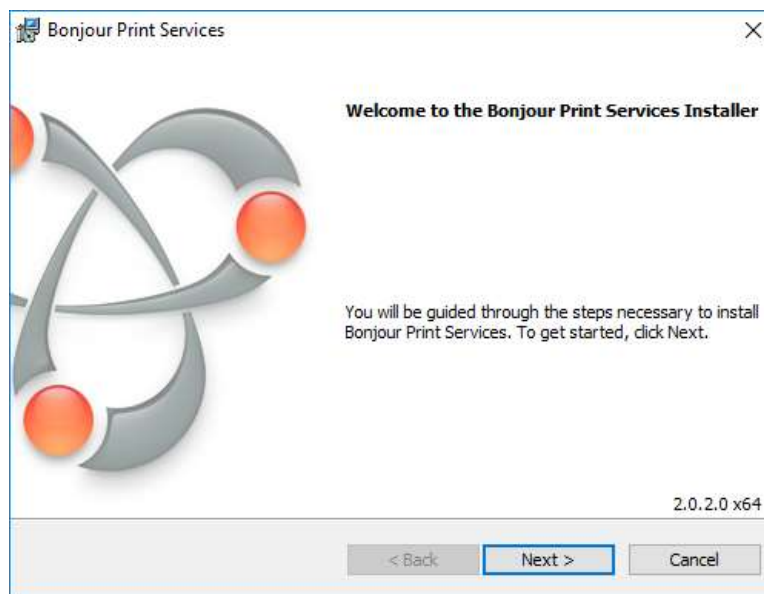 Bonjour Print Services
Welcome to the Bonjour Print Services Installer
You will be guided through the steps necessary to install
Bonjour Print Services. To get started, click Next.
2.0.2.0 x64
< Back
Next >
Cancel